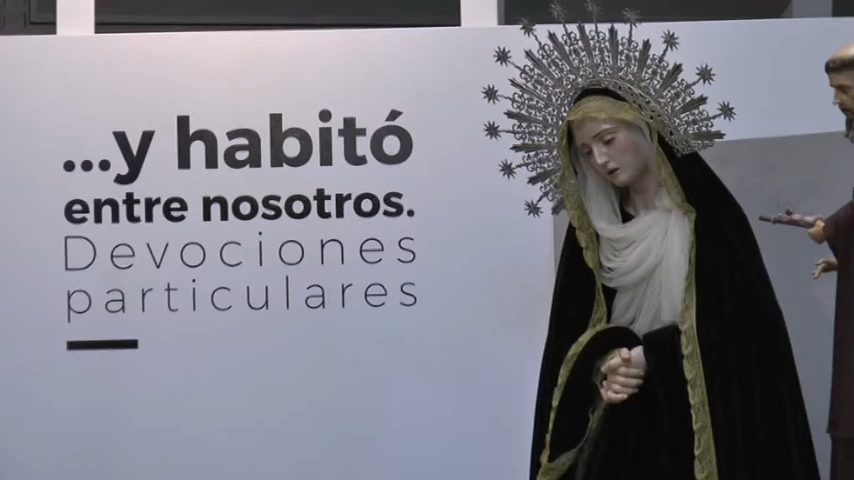 ...y habitó
entre nosotros.
Devociones
particulares